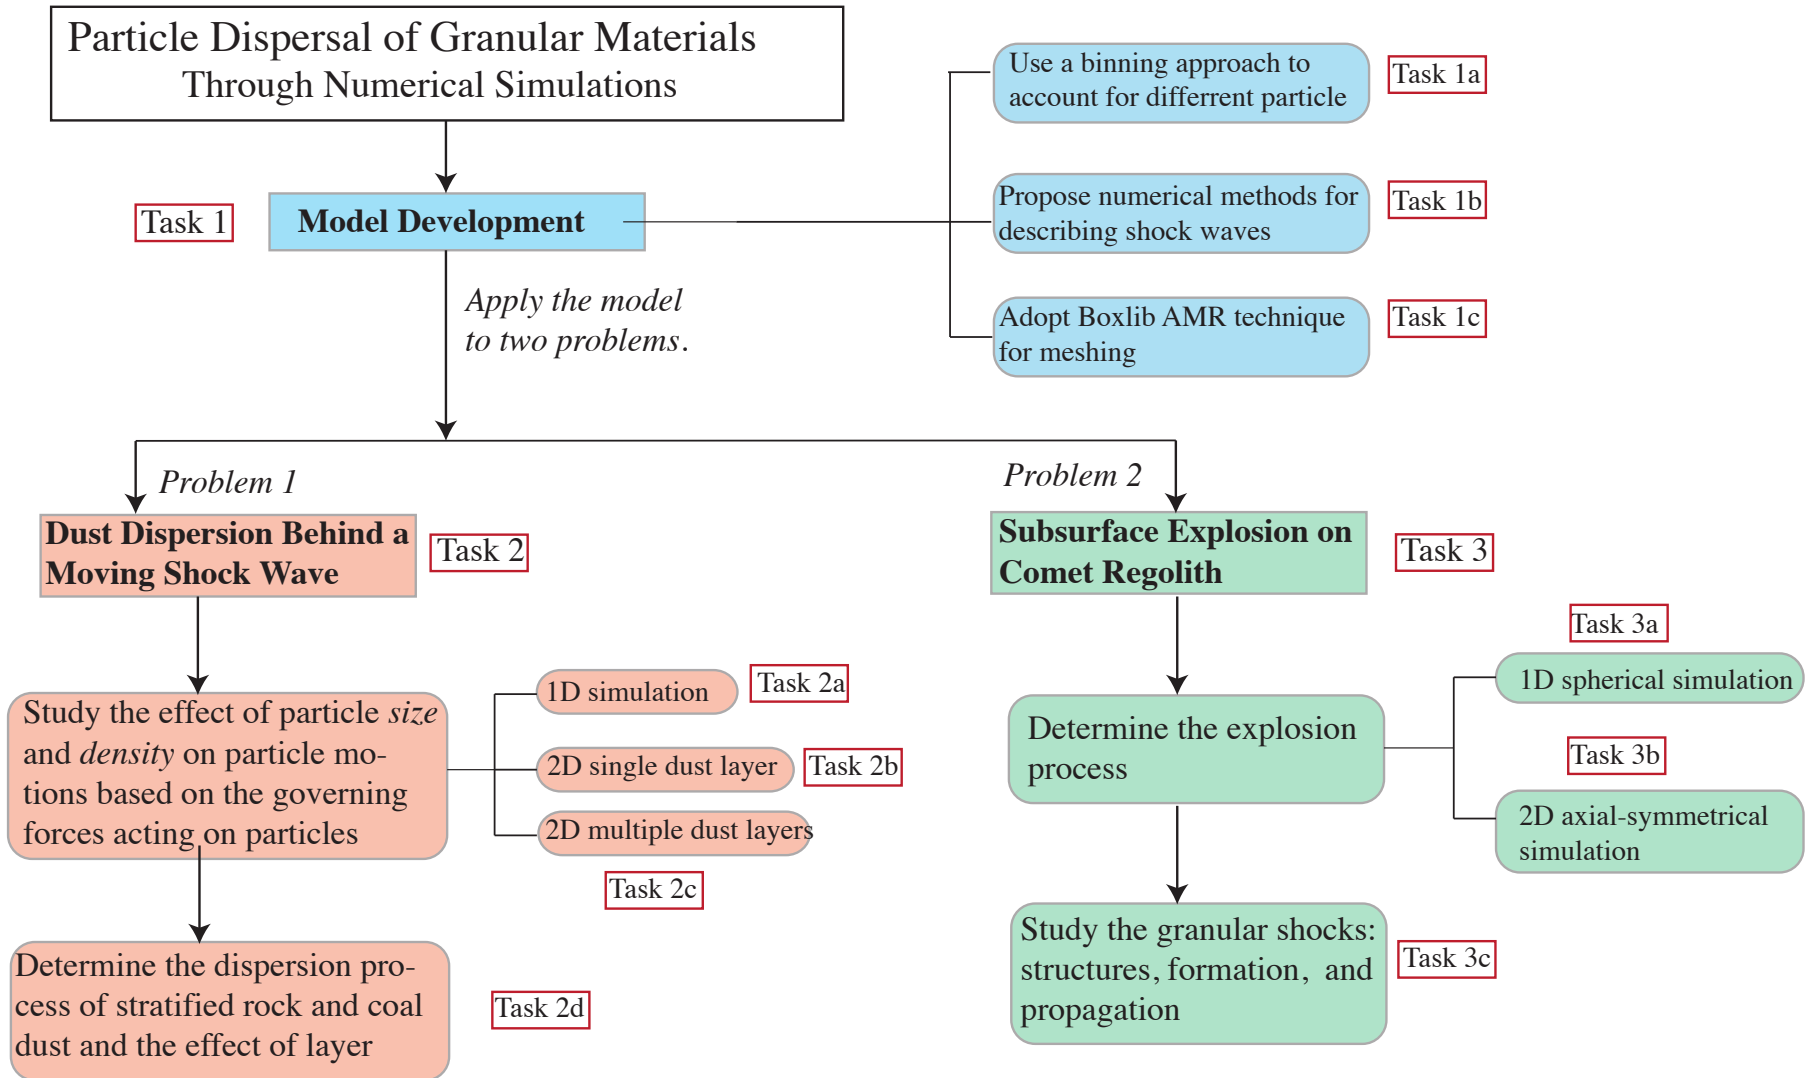 Particle Dispersal of Granular Materials
Through Numerical Simulations
Use a binning approach to
account for differrent particle
Task 1a
Task 1
Model Development
Propose numerical methods for
describing shock waves
Task 1b
Adopt Boxlib AMR technique
for meshing
Task 1c
Apply the model
to two problems.
Problem 1
Dust Dispersion Behind a
Moving Shock Wave
Task 2
Study the effect of particle size
and density on particle mo-
tions based on the governing
forces acting on particles
1D simulation
Task 2a
2D single dust layer
Task 2b
2D multiple dust layers
Task 2c
Determine the dispersion pro-
cess of stratified rock and coal
dust and the effect of layer
Task 2d
Problem 2
Subsurface Explosion on
Comet Regolith
Task 3
Determine the explosion
process
Task 3a
1D spherical simulation
Task 3b
2D axial-symmetrical
simulation
Study the granular shocks:
structures, formation, and
propagation
Task 3c